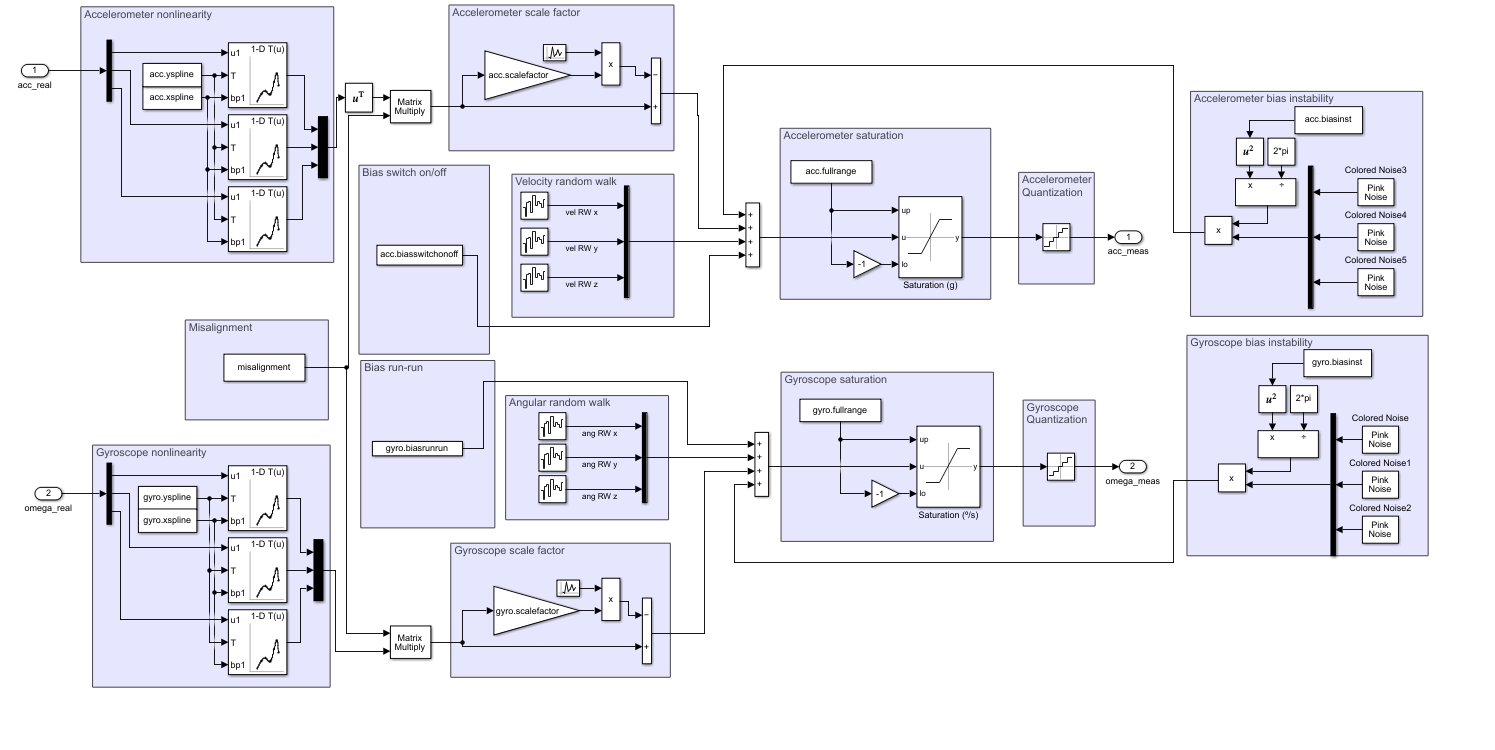 Accelerometer nonlinearity
1
acc_real
acc.yspline
acc.xspline
1-D T(u)
u1
T
bp1
1-D T(u)
u1
T
bp1
1-D T(u)
u1
T
bp1
uT
Matrix
Multiply
Accelerometer scale factor
acc.scalefactor
x
−
+
Bias switch on/off
acc.biasswitchonoff
Velocity random walk
vel RW x
vel RW y
vel RW z
+
+
+
+
Accelerometer saturation
acc.fullrange
-1
up
u
lo
y
Saturation (g)
Accelerometer
Quantization
1
acc_meas
Accelerometer bias instability
acc.biasinst
u2
2*pi
x
÷
x
Colored Noise3
Pink
Noise
Colored Noise4
Pink
Noise
Colored Noise5
Pink
Noise
Misalignment
misalignment
Bias run-run
gyro.biasrunrun
Angular random walk
ang RW x
ang RW y
ang RW z
+
+
+
+
Gyroscope saturation
gyro.fullrange
-1
up
u
lo
y
Saturation (º/s)
Gyroscope
Quantization
2
omega_meas
Gyroscope bias instability
gyro.biasinst
u2
2*pi
x
÷
x
Colored Noise
Pink
Noise
Colored Noise1
Pink
Noise
Colored Noise2
Pink
Noise
Gyroscope nonlinearity
2
omega_real
gyro.yspline
gyro.xspline
1-D T(u)
u1
T
bp1
1-D T(u)
u1
T
bp1
1-D T(u)
u1
T
bp1
Matrix
Multiply
Gyroscope scale factor
gyro.scalefactor
x
−
+